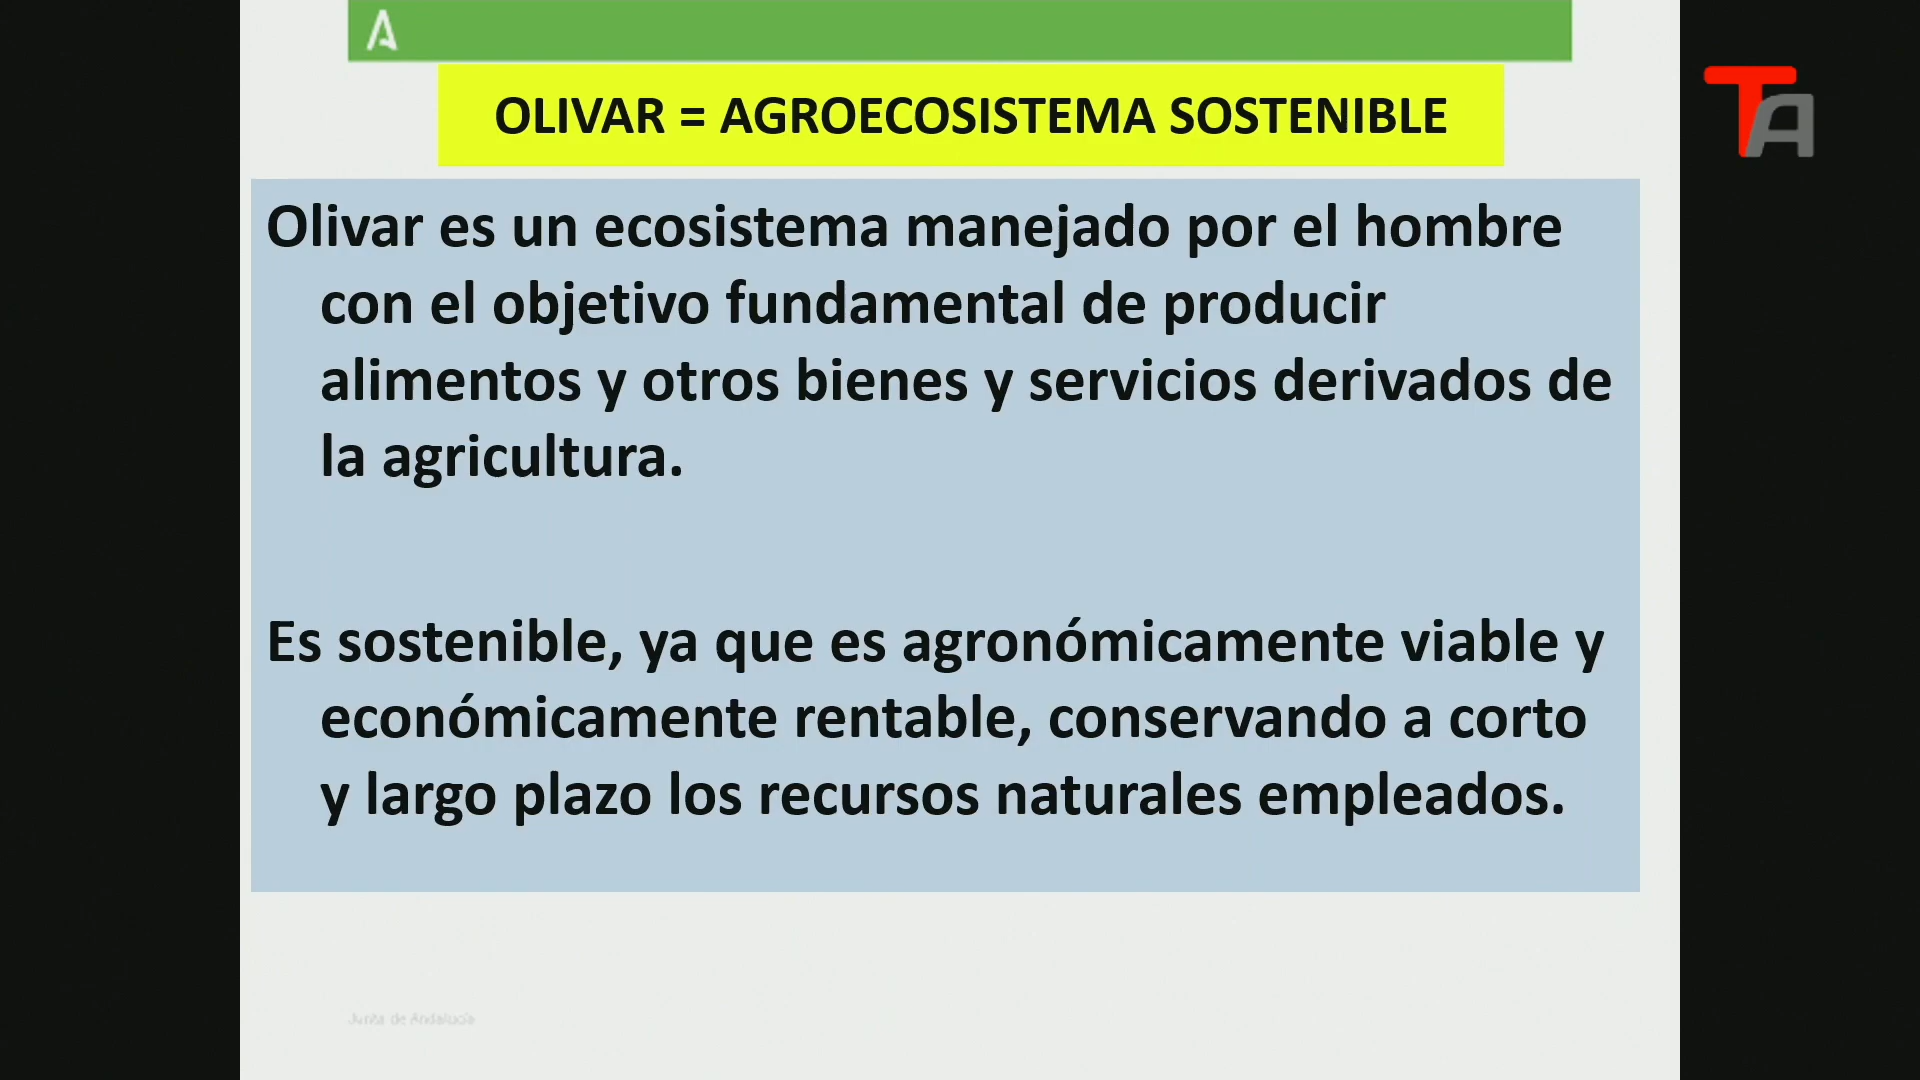 A
OLIVAR = AGROECOSISTEMA SOSTENIBLE
TA
Olivar es un ecosistema manejado por el hombre
con el objetivo fundamental de producir
alimentos y otros bienes y servicios derivados de
la agricultura.
Es sostenible, ya que es agronómicamente viable y
económicamente rentable, conservando a corto
y largo plazo los recursos naturales empleados.
Junta de Andalucía